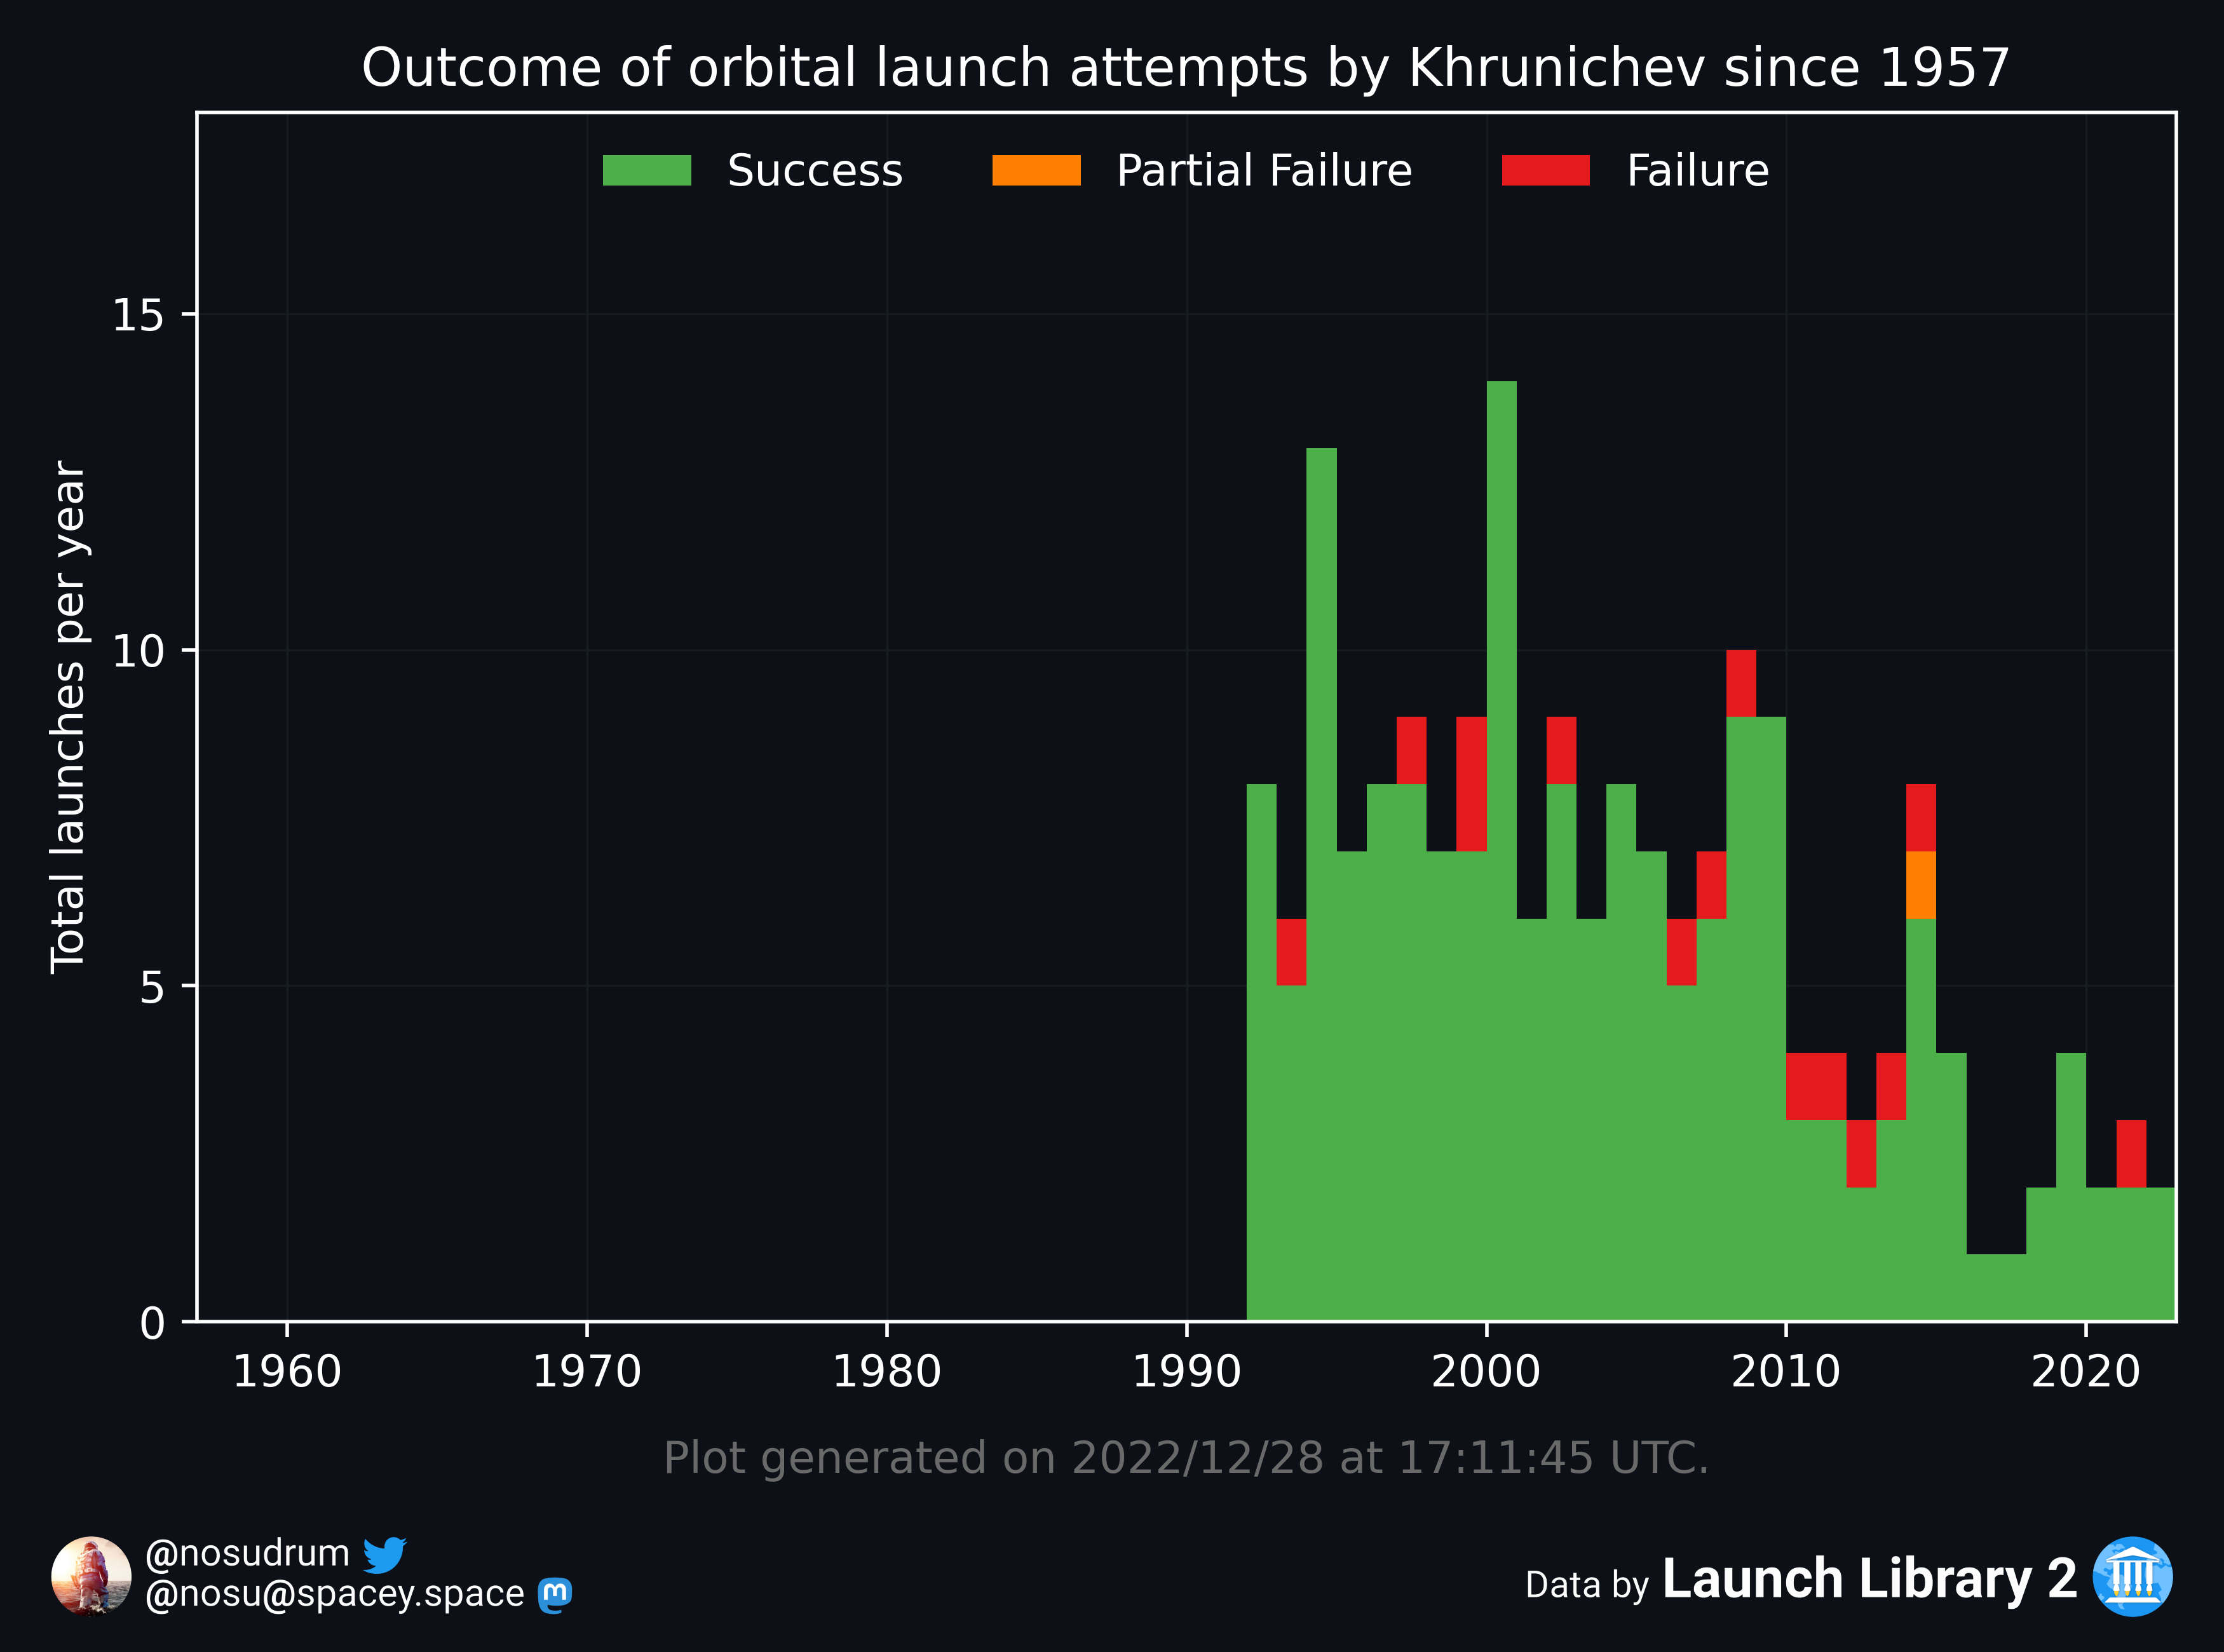 Outcome of orbital launch attempts by Khrunichev since 1957
Success Partial Failure Failure
Total launches per year
15
10
5
0
1960 1970 1980 1990 2000 2010 2020
Plot generated on 2022/12/28 at 17:11:45 UTC.
@nosudrum
@nosu@spacey.space
Data by Launch Library 2